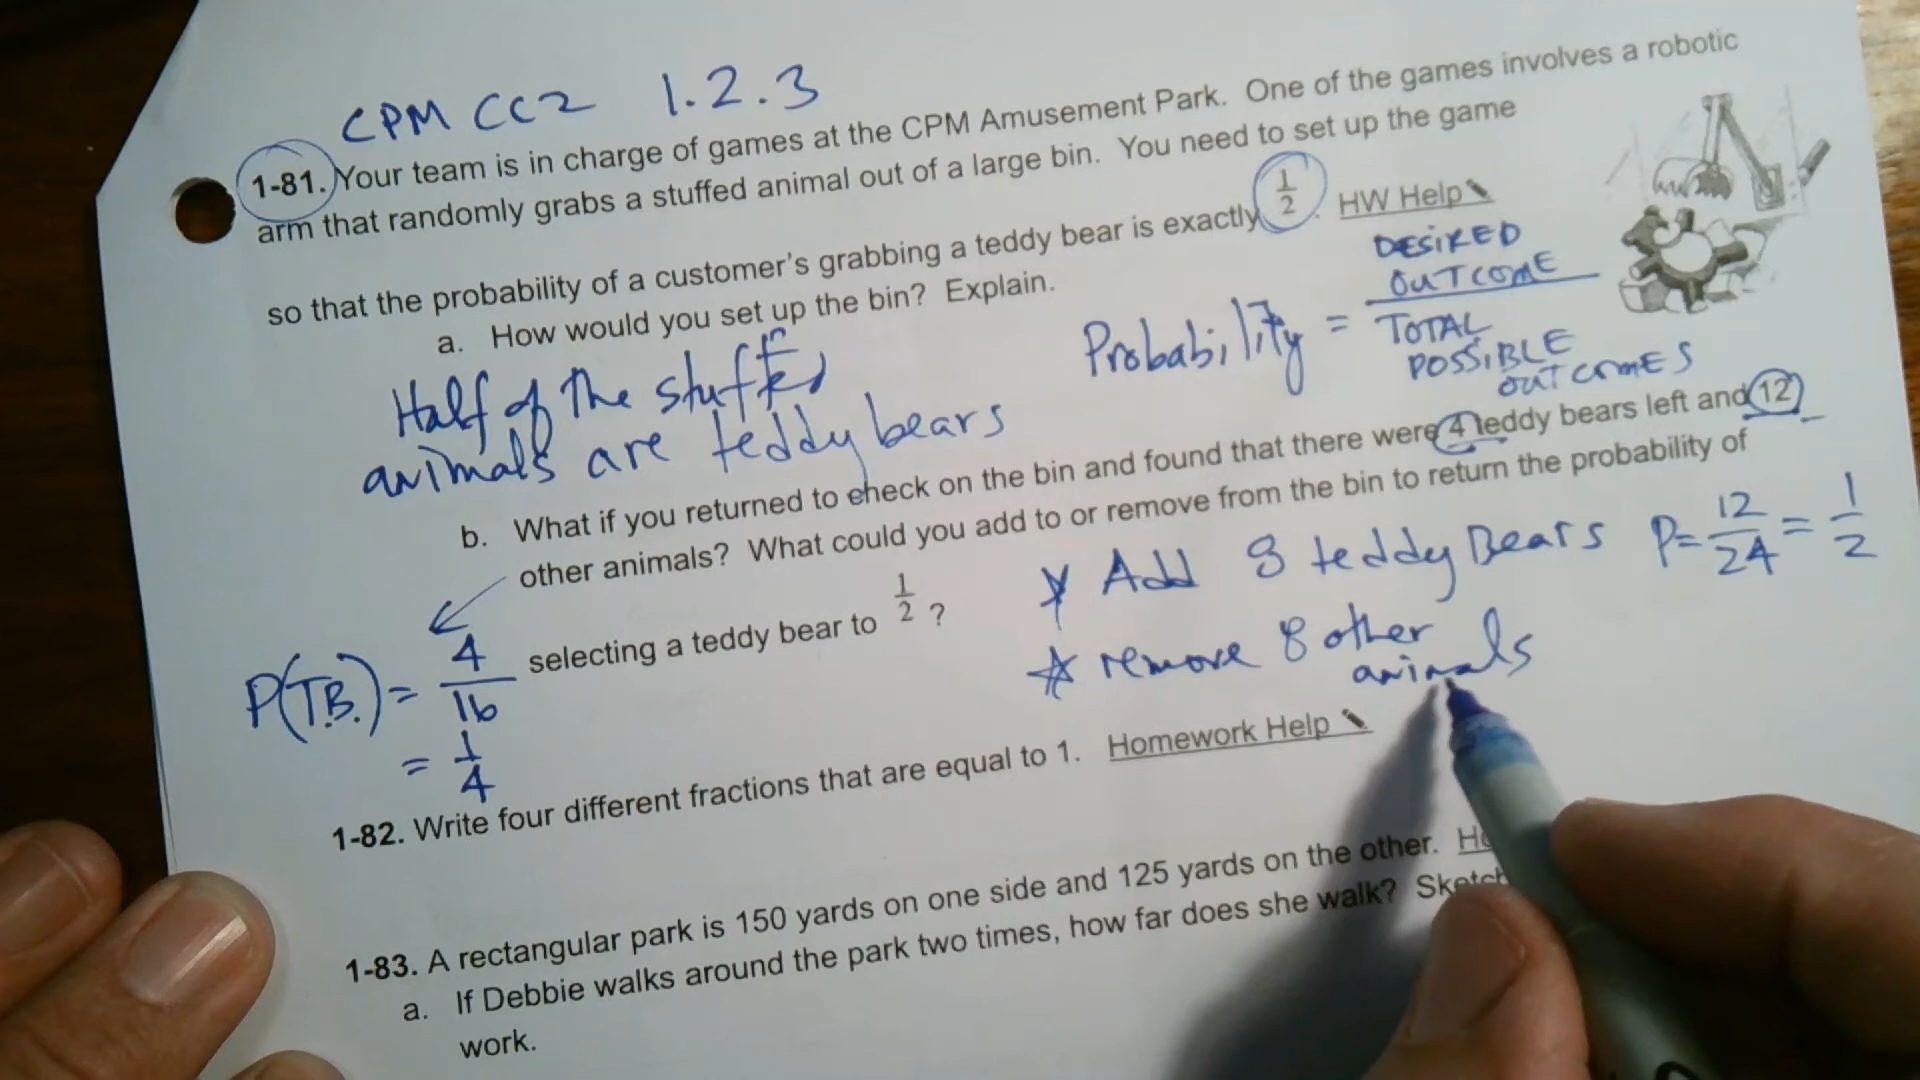 CPM CC2 1.2.3
1-81. Your team is in charge of games at the CPM Amusement Park. One of the games involves a robotic
arm that randomly grabs a stuffed animal out of a large bin. You need to set up the game
so that the probability of a customer's grabbing a teddy bear is exactly 1/2. HW Help
a. How would you set up the bin? Explain.
Half of the stuffed
animals are teddy bears
Probability = DESIRED
OUTCOME
TOTAL
POSSIBLE
OUTCOMES
b. What if you returned to check on the bin and found that there were 4 teddy bears left and 12
other animals? What could you add to or remove from the bin to return the probability of
selecting a teddy bear to 1/2 ?
P(T.B.) = 4/16
= 1/4
* Add 8 teddy Bears P = 12/24 = 1/2
* remove 8 other
animals
1-82. Write four different fractions that are equal to 1. Homework Help
1-83. A rectangular park is 150 yards on one side and 125 yards on the other.
a. If Debbie walks around the park two times, how far does she walk? Sketch
work.